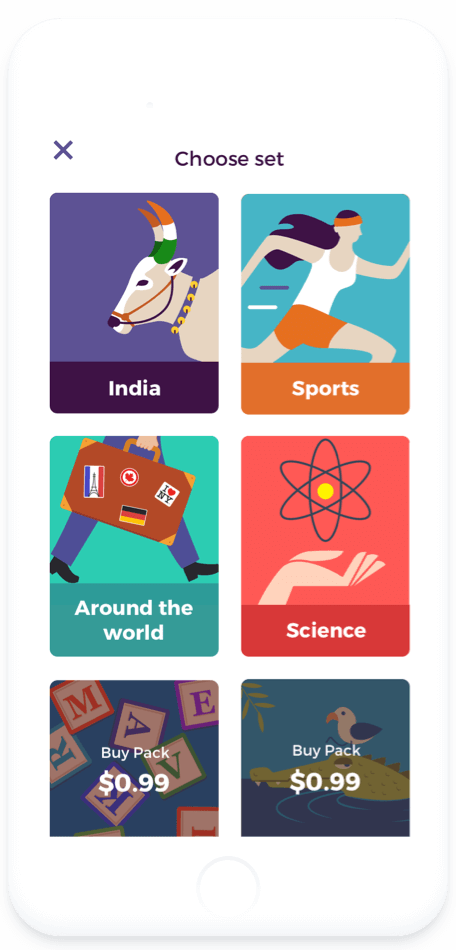 Choose set
India
Sports
I ♥
NY
Around the
world
Science
M
E
A
R
V
M
I
Buy Pack
$0.99
Buy Pack
$0.99